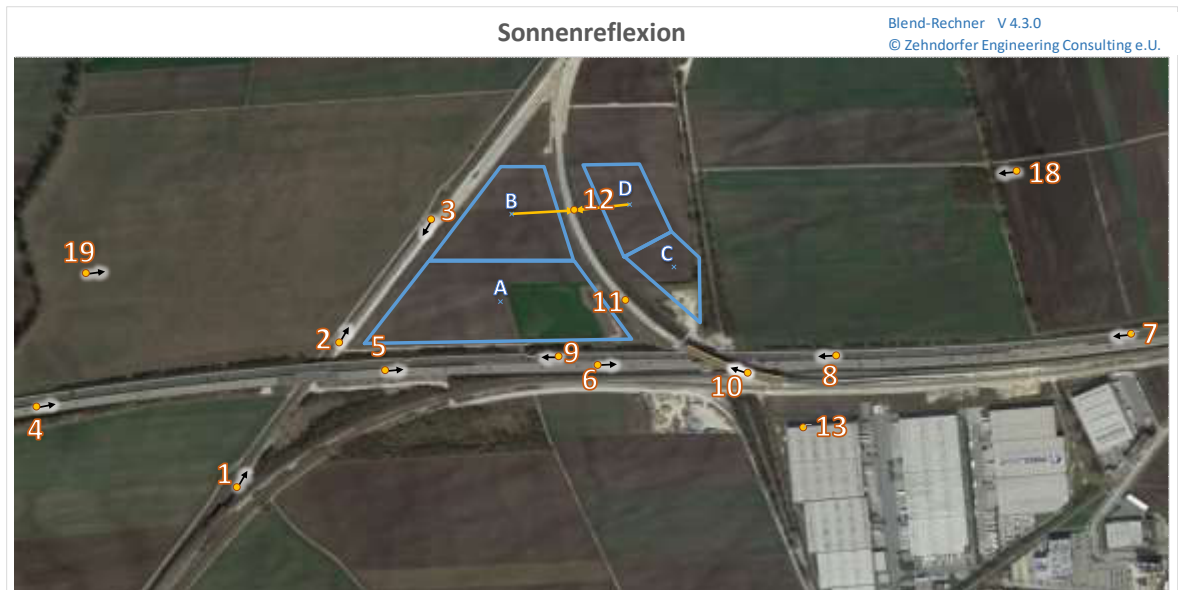 Sonnenreflexion
Blend-Rechner V 4.3.0
© Zehndorfer Engineering Consulting e.U.
18
B
12
D
3
19
C
A
11
2
5
9
6
10
8
7
4
13
1